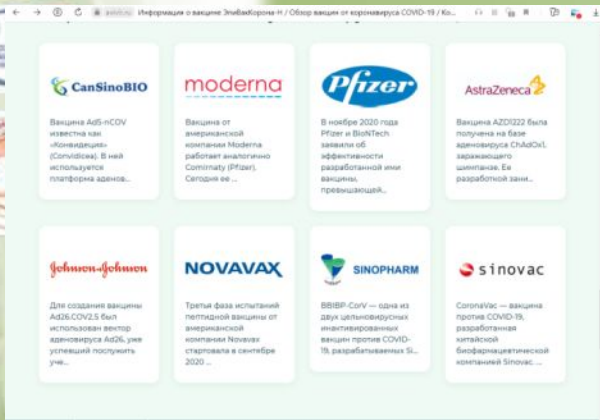 Информация о вакцине ЭпиВакКорона-Н / Обзор вакцин от коронавируса COVID-19 / Ко...
CanSinoBIO
Вакцина Ad5-nCOV
известна как
«Конвидеция»
(Convidicea). В ней
используется
платформа аденов...
moderna
Вакцина от
американской
компании Moderna
работает аналогично
Comirnaty (Pfizer).
Сегодня ее ...
Pfizer
В ноябре 2020 года
Pfizer и BioNTech
заявили об
эффективности
разработанной ими
вакцины,
превышающей...
AstraZeneca
Вакцина AZD1222 была
получена на базе
аденовируса ChAdOx1,
заражающего
шимпанзе. Ее
разработкой зани...
Johnson&Johnson
Для создания вакцины
Ad26.COV2.S был
использован вектор
аденовируса Ad26, уже
успевший послужить
уче...
NOVAVAX
Третья фаза испытаний
пептидной вакцины от
американской
компании Novavax
стартовала в сентябре
2020 ...
SINOPHARM
BBIBP-CorV — одна из
двух цельновирусных
инактивированных
вакцин против COVID-
19, разрабатываемых Si...
sinovac
CoronaVac — вакцина
против COVID-19,
разработанная
китайской
биофармацевтической
компанией Sinovac ...